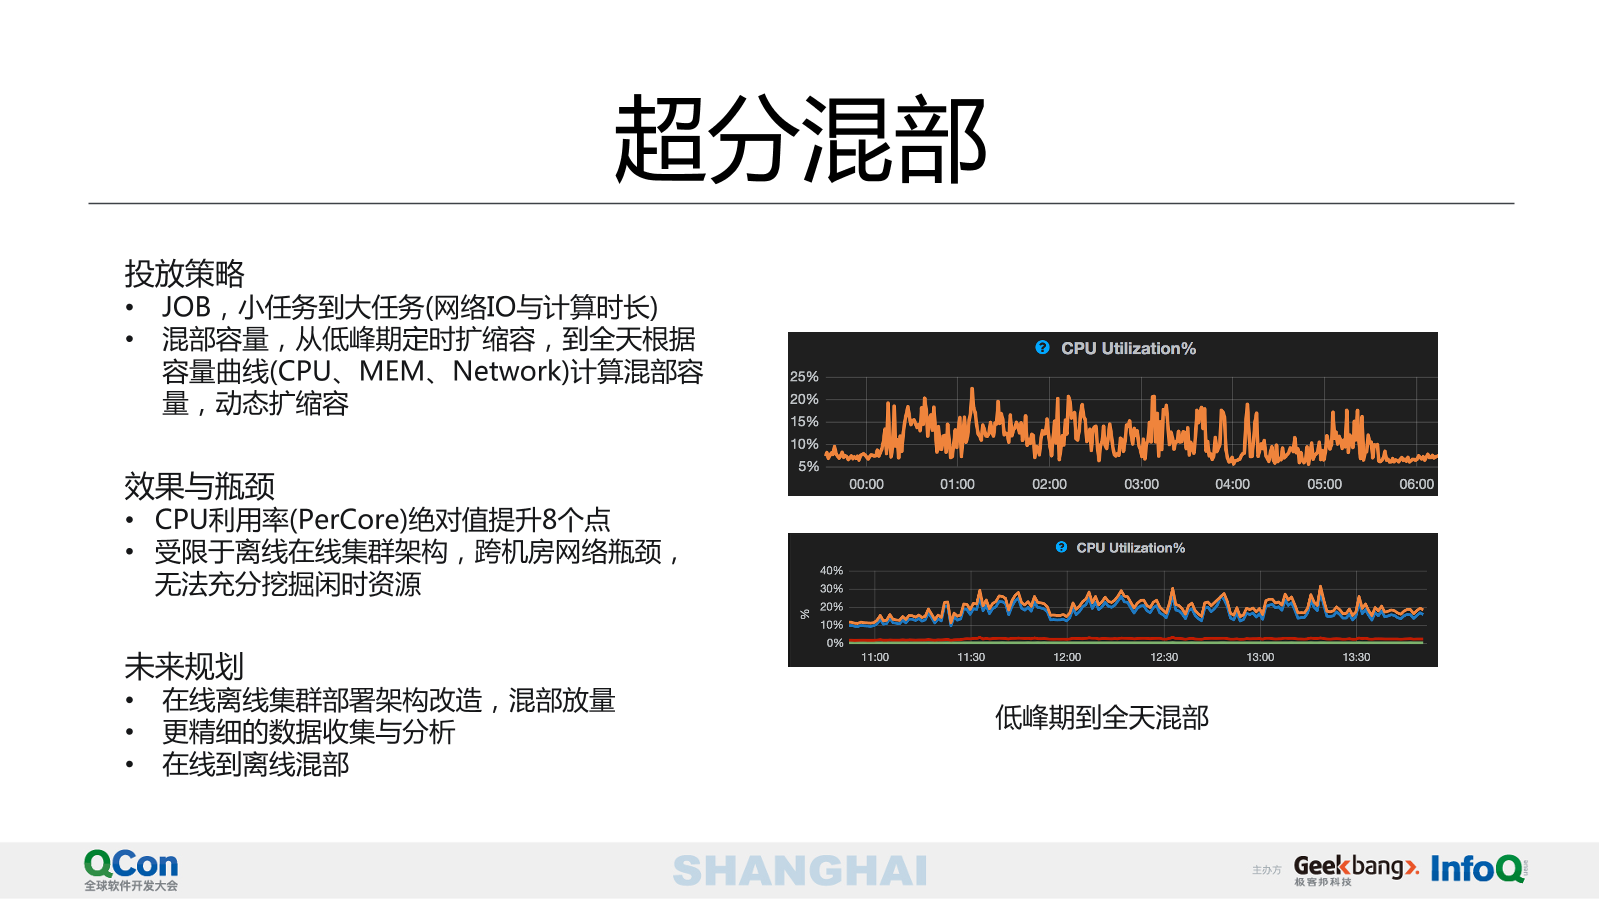 超分混部
投放策略
• JOB，小任务到大任务(网络IO与计算时长)
• 混部容量，从低峰期定时扩缩容，到全天根据
容量曲线(CPU、MEM、Network)计算混部容
量，动态扩缩容
效果与瓶颈
• CPU利用率(PerCore)绝对值提升8个点
• 受限于离线在线集群架构，跨机房网络瓶颈，
无法充分挖掘闲时资源
未来规划
• 在线离线集群部署架构改造，混部放量
• 更精细的数据收集与分析
• 在线到离线混部
? CPU Utilization%
25%
20%
15%
10%
5%
00:00 01:00 02:00 03:00 04:00 05:00 06:00
? CPU Utilization%
%
40%
30%
20%
10%
0%
11:00 11:30 12:00 12:30 13:00 13:30
低峰期到全天混部
QCon
全球软件开发大会
SHANGHAI
主办方
Geekbang>.
极客邦科技
InfoQ